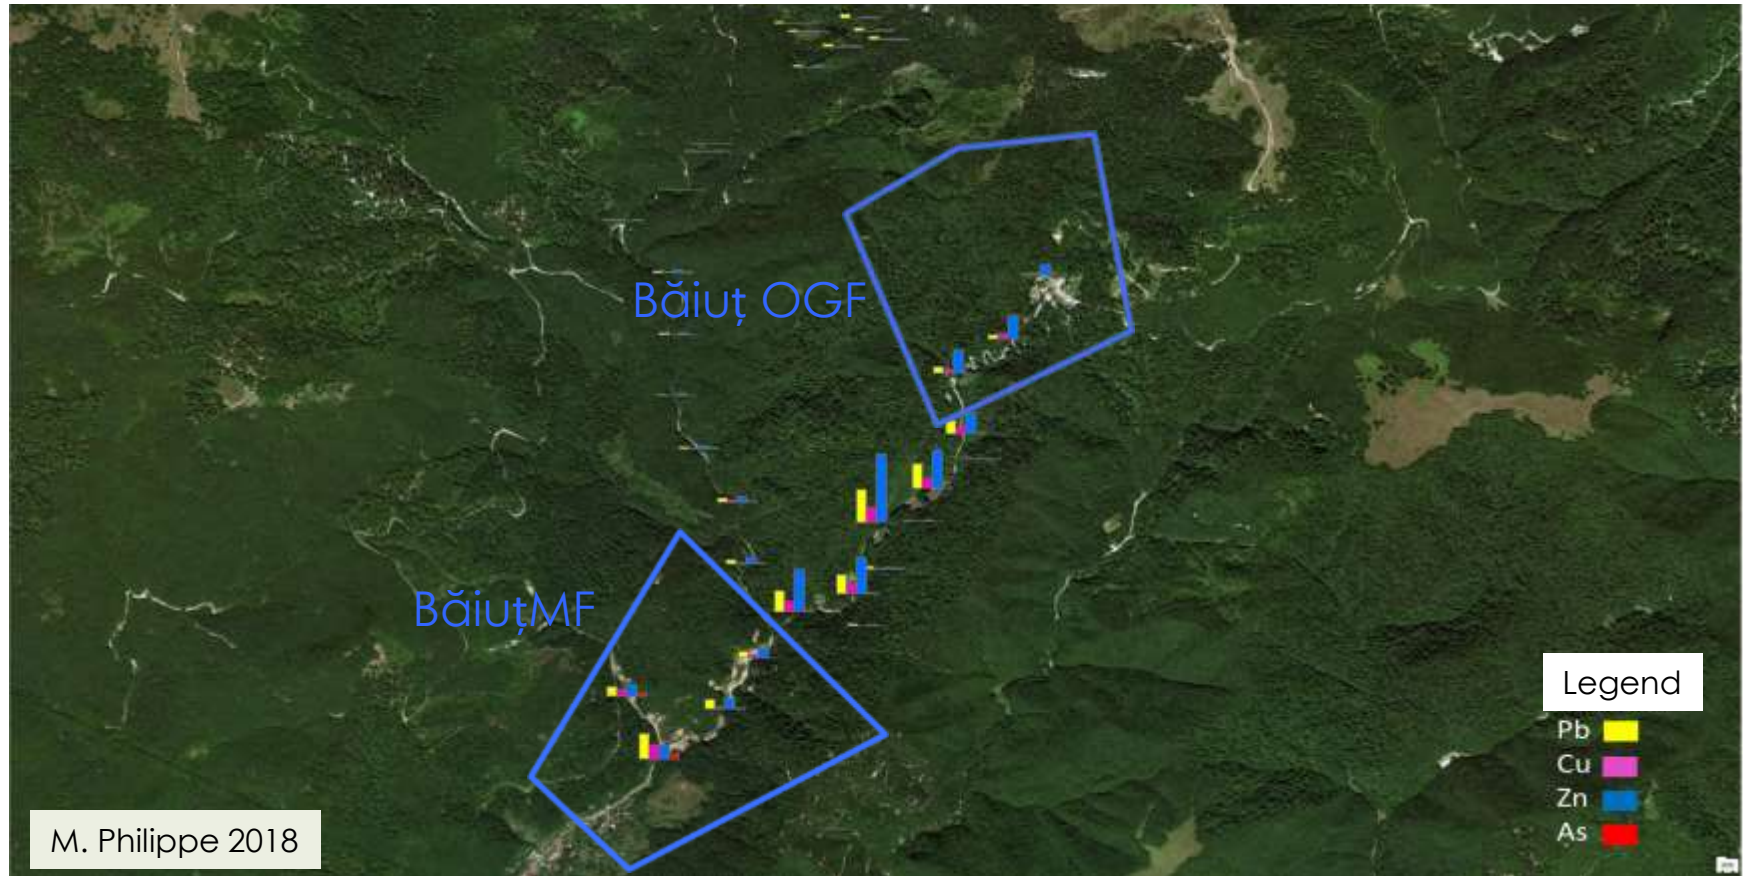 Băiuț OGF
BăiuțMF
Legend
Pb
Cu
Zn
As
M. Philippe 2018